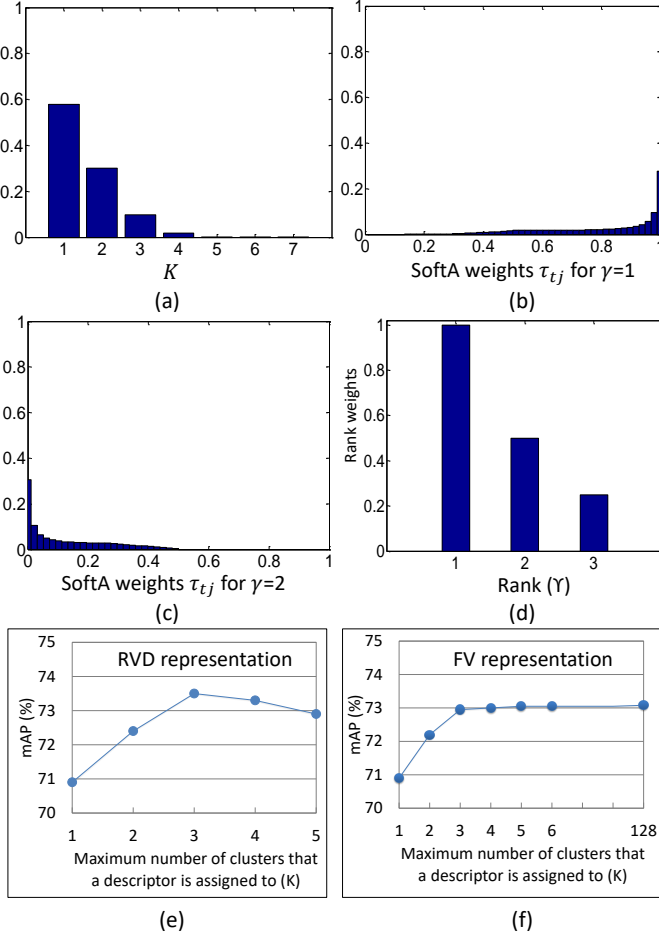 1
0.8
0.6
0.4
0.2
0
1 2 3 4 5 6 7
K
(a)
1
0.8
0.6
0.4
0.2
0
0 0.2 0.4 0.6 0.8 1
SoftA weights τtj for γ=1
(b)
1
0.8
0.6
0.4
0.2
0
0 0.2 0.4 0.6 0.8 1
SoftA weights τtj for γ=2
(c)
Rank weights
1
0.8
0.6
0.4
0.2
0
1 2 3
Rank (ϒ)
(d)
RVD representation
mAP (%)
75
74
73
72
71
70
1 2 3 4 5
Maximum number of clusters that
a descriptor is assigned to (K)
(e)
FV representation
mAP (%)
75
74
73
72
71
70
1 2 3 4 5 6 128
Maximum number of clusters that
a descriptor is assigned to (K)
(f)